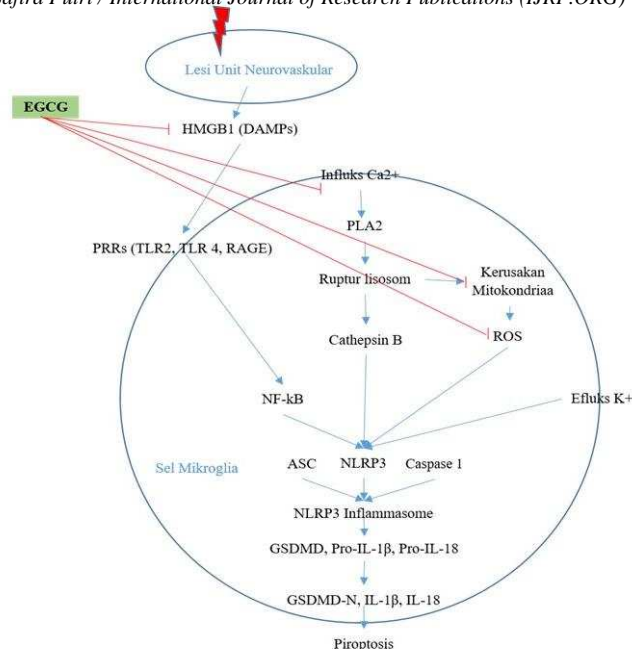 Putri / International Journal of Research Publications (IJRP.ORG)
Lesi Unit Neurovaskular
EGCG
HMGB1 (DAMPs)
Influks Ca2+
PLA2
PRRs (TLR2, TLR 4, RAGE)
Ruptur lisosom
Kerusakan
Mitokondriaa
Cathepsin B
ROS
NF-kB
Efluks K+
Sel Mikroglia
ASC
NLRP3
Caspase 1
NLRP3 Inflammasome
GSDMD, Pro-IL-1β, Pro-IL-18
GSDMD-N, IL-1β, IL-18
Piroptosis